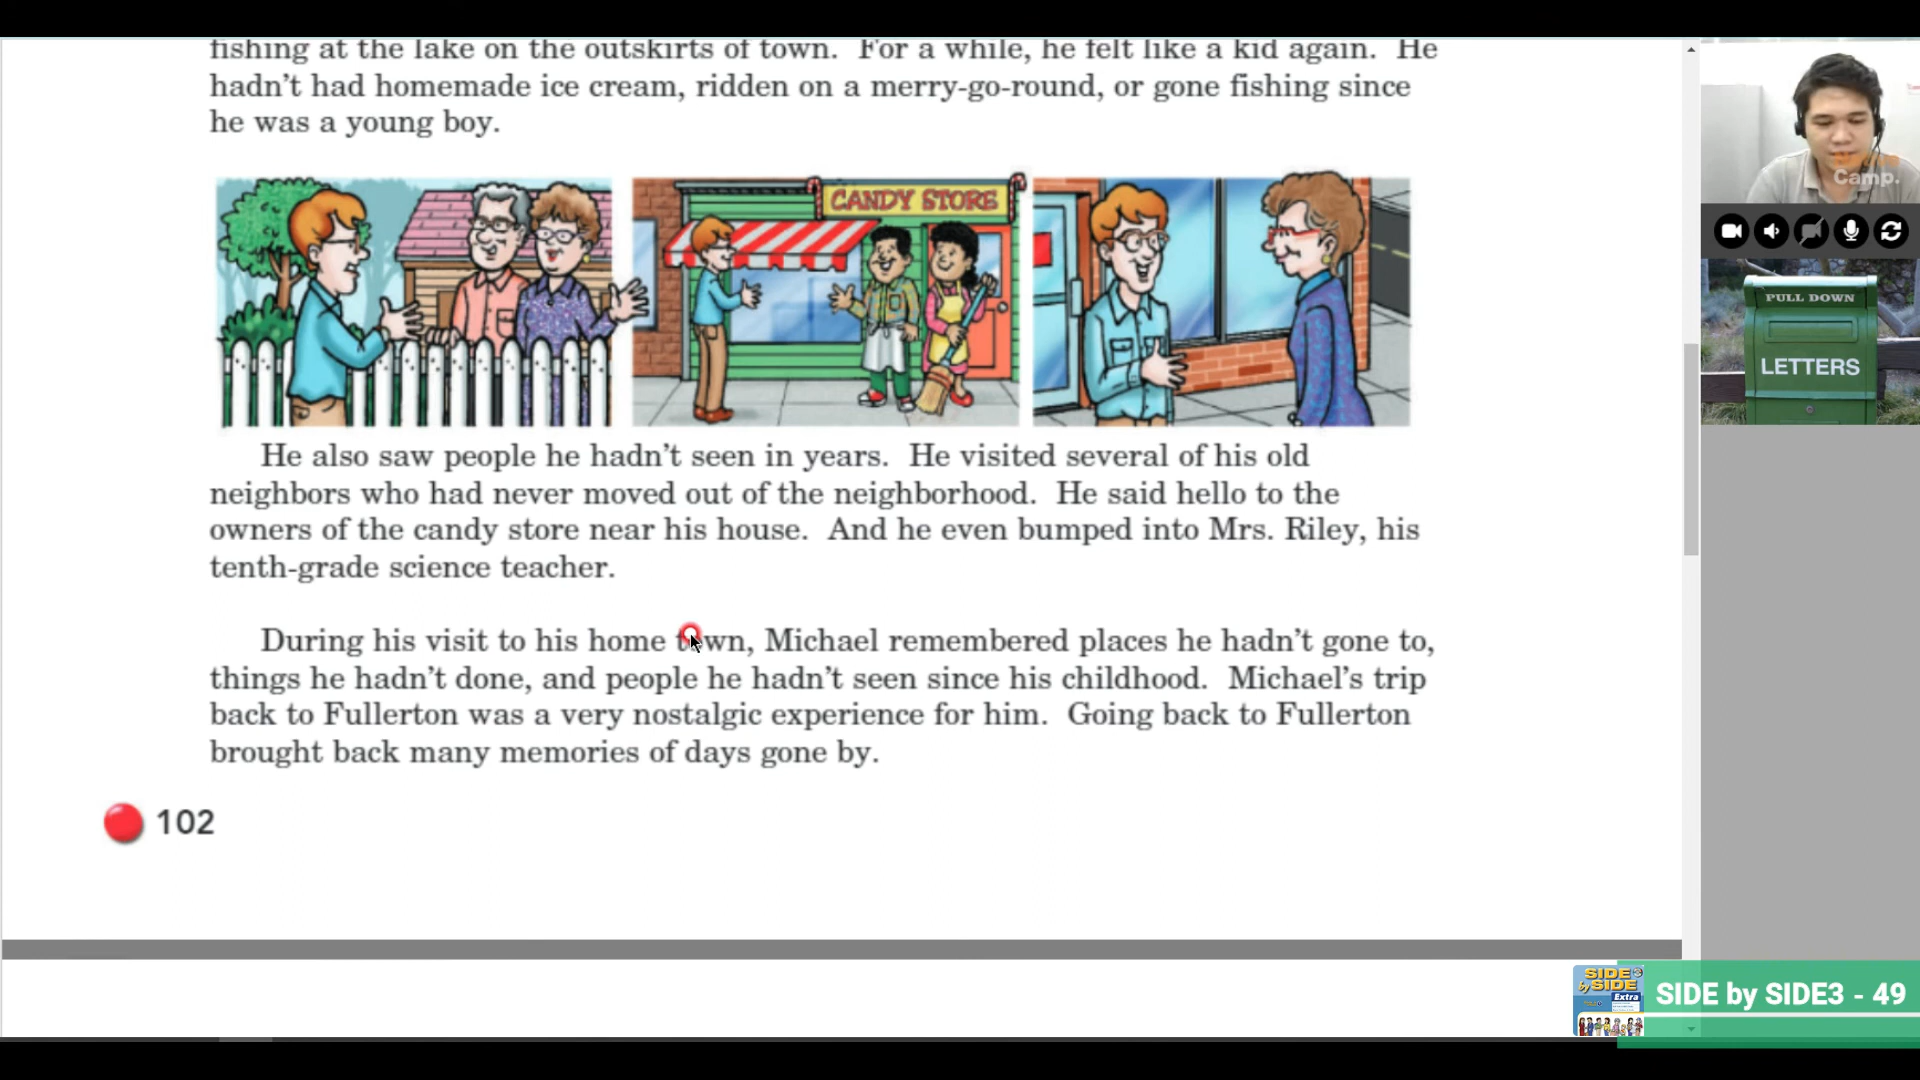 fishing at the lake on the outskirts of town. For a while, he felt like a kid again. He
hadn't had homemade ice cream, ridden on a merry-go-round, or gone fishing since
he was a young boy.
CANDY STORE
He also saw people he hadn't seen in years. He visited several of his old
neighbors who had never moved out of the neighborhood. He said hello to the
owners of the candy store near his house. And he even bumped into Mrs. Riley, his
tenth-grade science teacher.
During his visit to his home town, Michael remembered places he hadn't gone to,
things he hadn't done, and people he hadn't seen since his childhood. Michael's trip
back to Fullerton was a very nostalgic experience for him. Going back to Fullerton
brought back many memories of days gone by.
102
Camp.
PULL DOWN
LETTERS
SIDE
by SIDE
Extra
SIDE by SIDE3 - 49